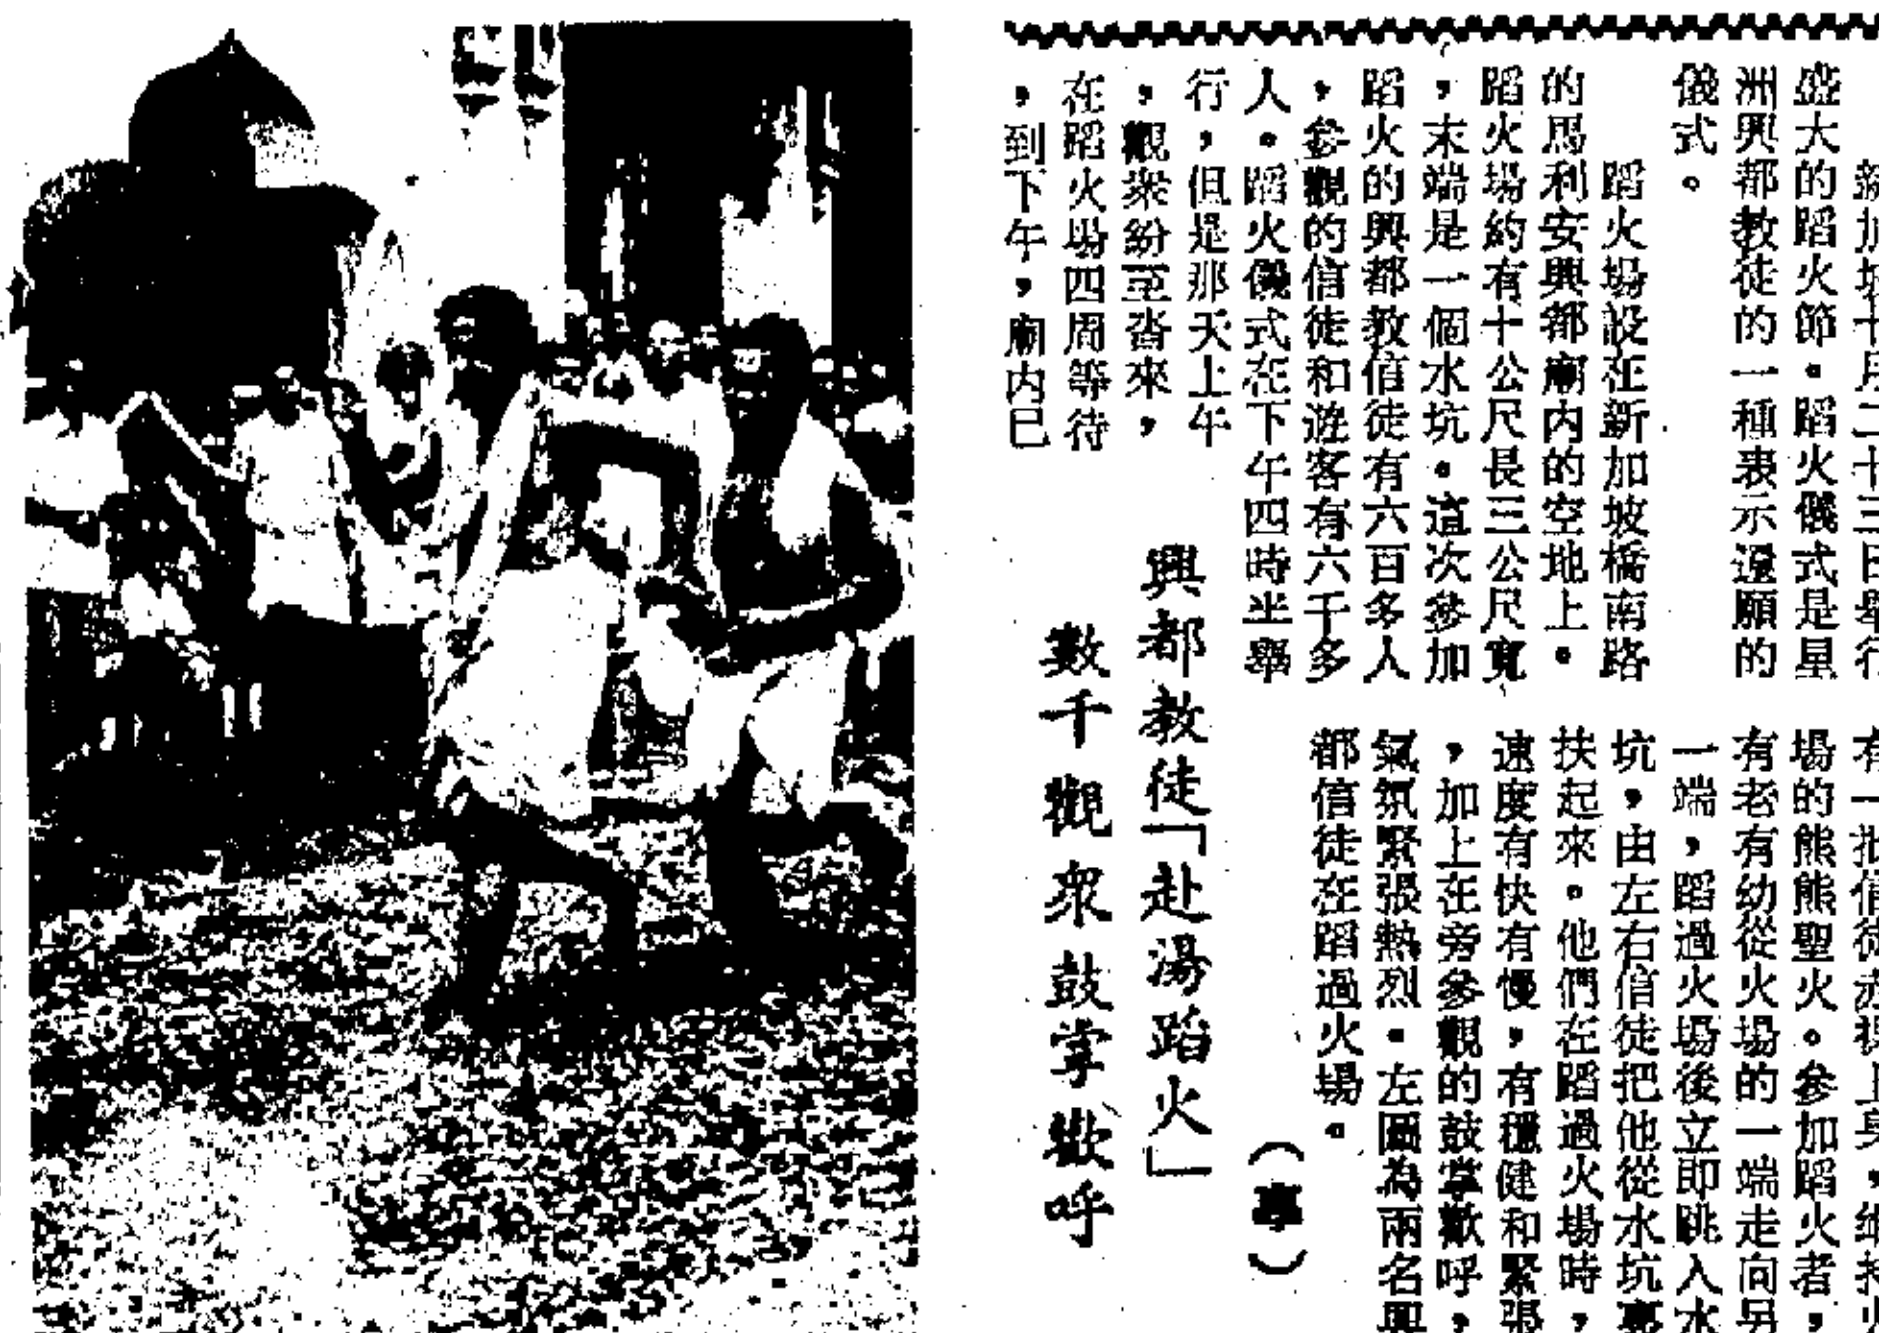 興都教徒「赴湯蹈火」
數千觀衆鼓掌歡呼
新加坡十月二十三日舉行
盛大的蹈火節。蹈火儀式是星
洲興都教徒的一種表示還願的
儀式。
蹈火場設在新加坡橋南路
的馬利安興都廟內的空地上。
蹈火場約有十公尺長三公尺寬
，末端是一個水坑。這次參加
蹈火的興都教信徒有六百多人
，參觀的信徒和遊客有六千多
人。蹈火儀式在下午四時半舉
行，但是那天上午
，觀衆紛至沓來，
在蹈火場四周等待
，到下午，廟內已
有一批信徒赤裸上身，
場的熊熊聖火。參加蹈火者，
有老有幼從火場的一端走向另
一端，蹈過火場後立即跳入水
坑，由左右信徒把他從水坑裏
扶起來。他們在蹈過火場時，
速度有快有慢，有穩健和緊張
，加上在旁參觀的鼓掌歡呼，
氣氛緊張熱烈。左圖為兩名興
都信徒在蹈過火場。
（專）